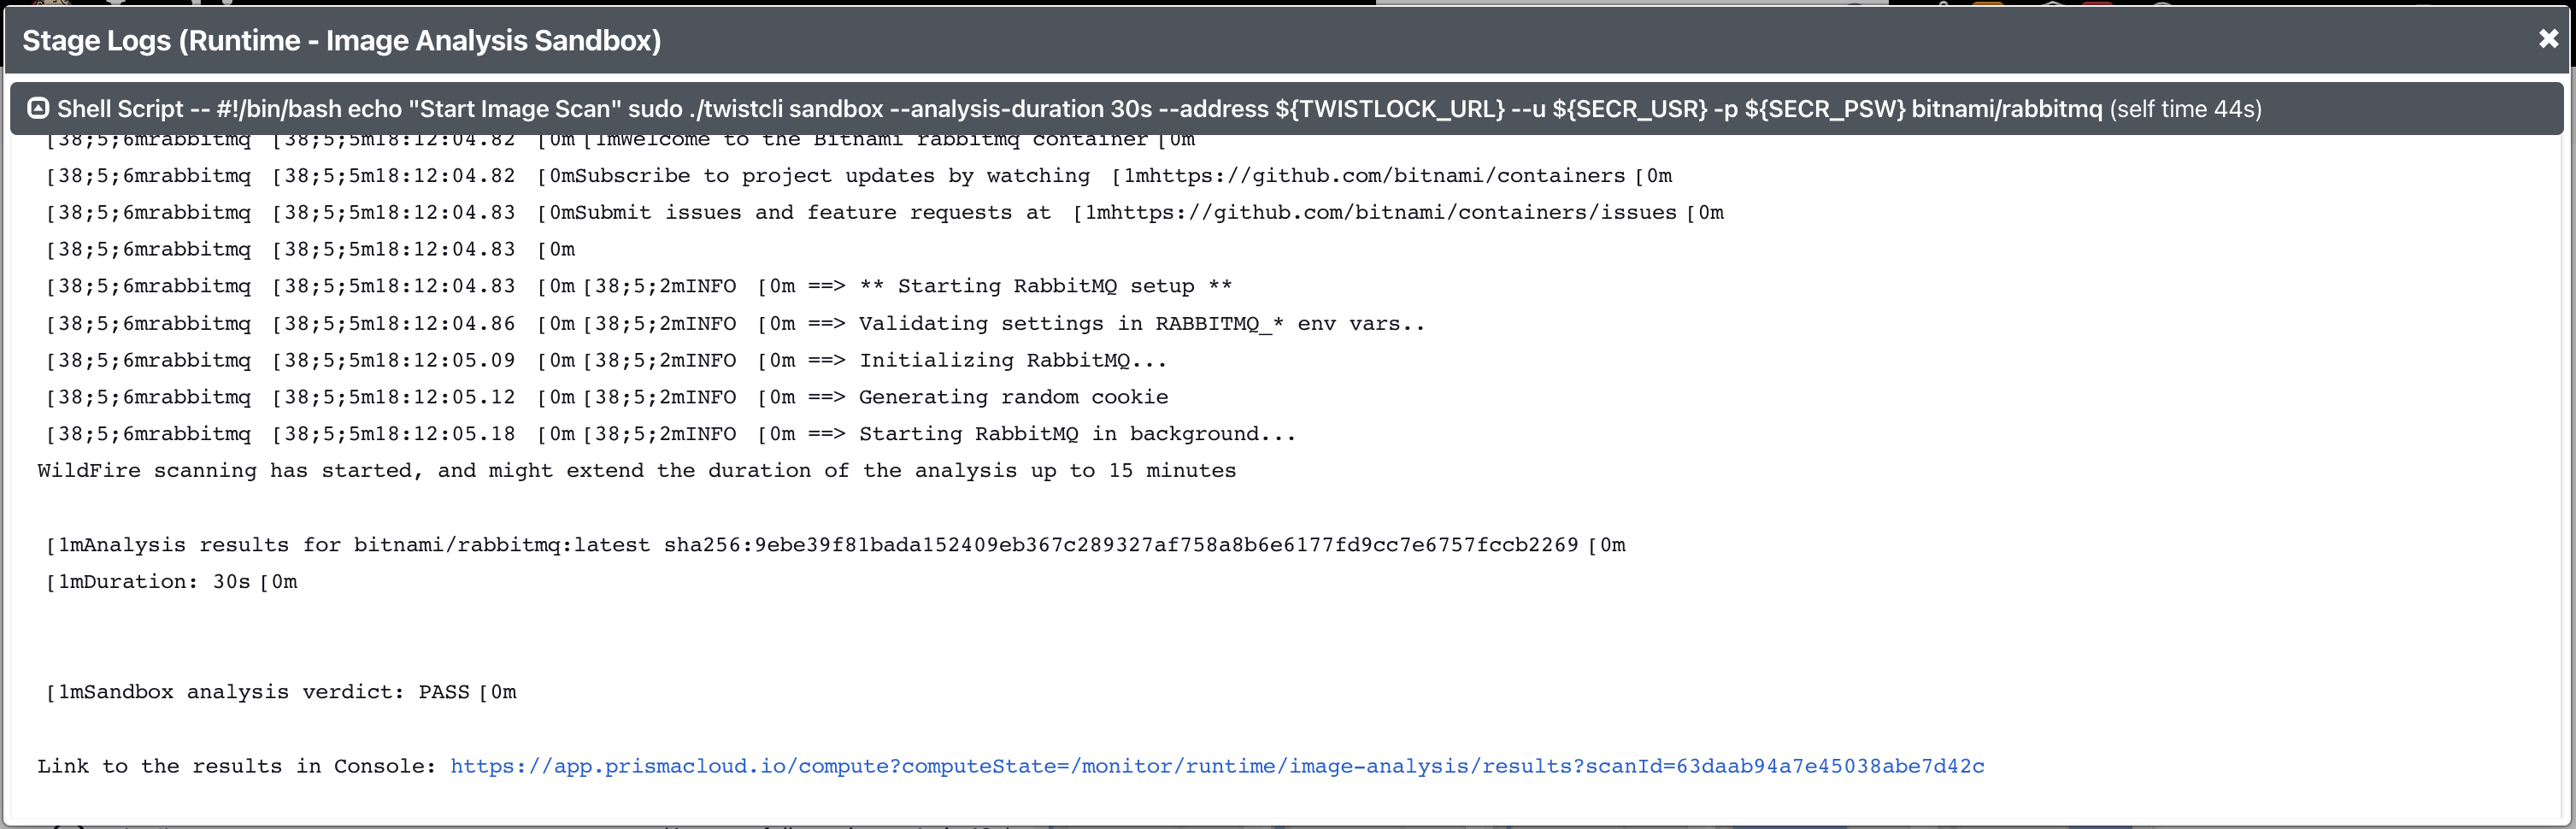 Stage Logs (Runtime - Image Analysis Sandbox)
Shell Script -- #!/bin/bash echo "Start Image Scan" sudo ./twistcli sandbox --analysis-duration 30s --address ${TWISTLOCK_URL} --u ${SECR_USR} -p ${SECR_PSW} bitnami/rabbitmq (self time 44s)
[38;5;6mrabbitmq [38;5;5m18:12:04.82 [0m[1mWelcome to the Bitnami rabbitmq container[0m
[38;5;6mrabbitmq [38;5;5m18:12:04.82 [0mSubscribe to project updates by watching [1mhttps://github.com/bitnami/containers[0m
[38;5;6mrabbitmq [38;5;5m18:12:04.83 [0mSubmit issues and feature requests at [1mhttps://github.com/bitnami/containers/issues[0m
[38;5;6mrabbitmq [38;5;5m18:12:04.83 [0m
[38;5;6mrabbitmq [38;5;5m18:12:04.83 [0m[38;5;2mINFO [0m ==> ** Starting RabbitMQ setup **
[38;5;6mrabbitmq [38;5;5m18:12:04.86 [0m[38;5;2mINFO [0m ==> Validating settings in RABBITMQ_* env vars..
[38;5;6mrabbitmq [38;5;5m18:12:05.09 [0m[38;5;2mINFO [0m ==> Initializing RabbitMQ...
[38;5;6mrabbitmq [38;5;5m18:12:05.12 [0m[38;5;2mINFO [0m ==> Generating random cookie
[38;5;6mrabbitmq [38;5;5m18:12:05.18 [0m[38;5;2mINFO [0m ==> Starting RabbitMQ in background...
WildFire scanning has started, and might extend the duration of the analysis up to 15 minutes
[1mAnalysis results for bitnami/rabbitmq:latest sha256:9ebe39f81bada152409eb367c289327af758a8b6e6177fd9cc7e6757fccb2269[0m
[1mDuration: 30s[0m
[1mSandbox analysis verdict: PASS[0m
Link to the results in Console: https://app.prismacloud.io/compute?computeState=/monitor/runtime/image-analysis/results?scanId=63daab94a7e45038abe7d42c